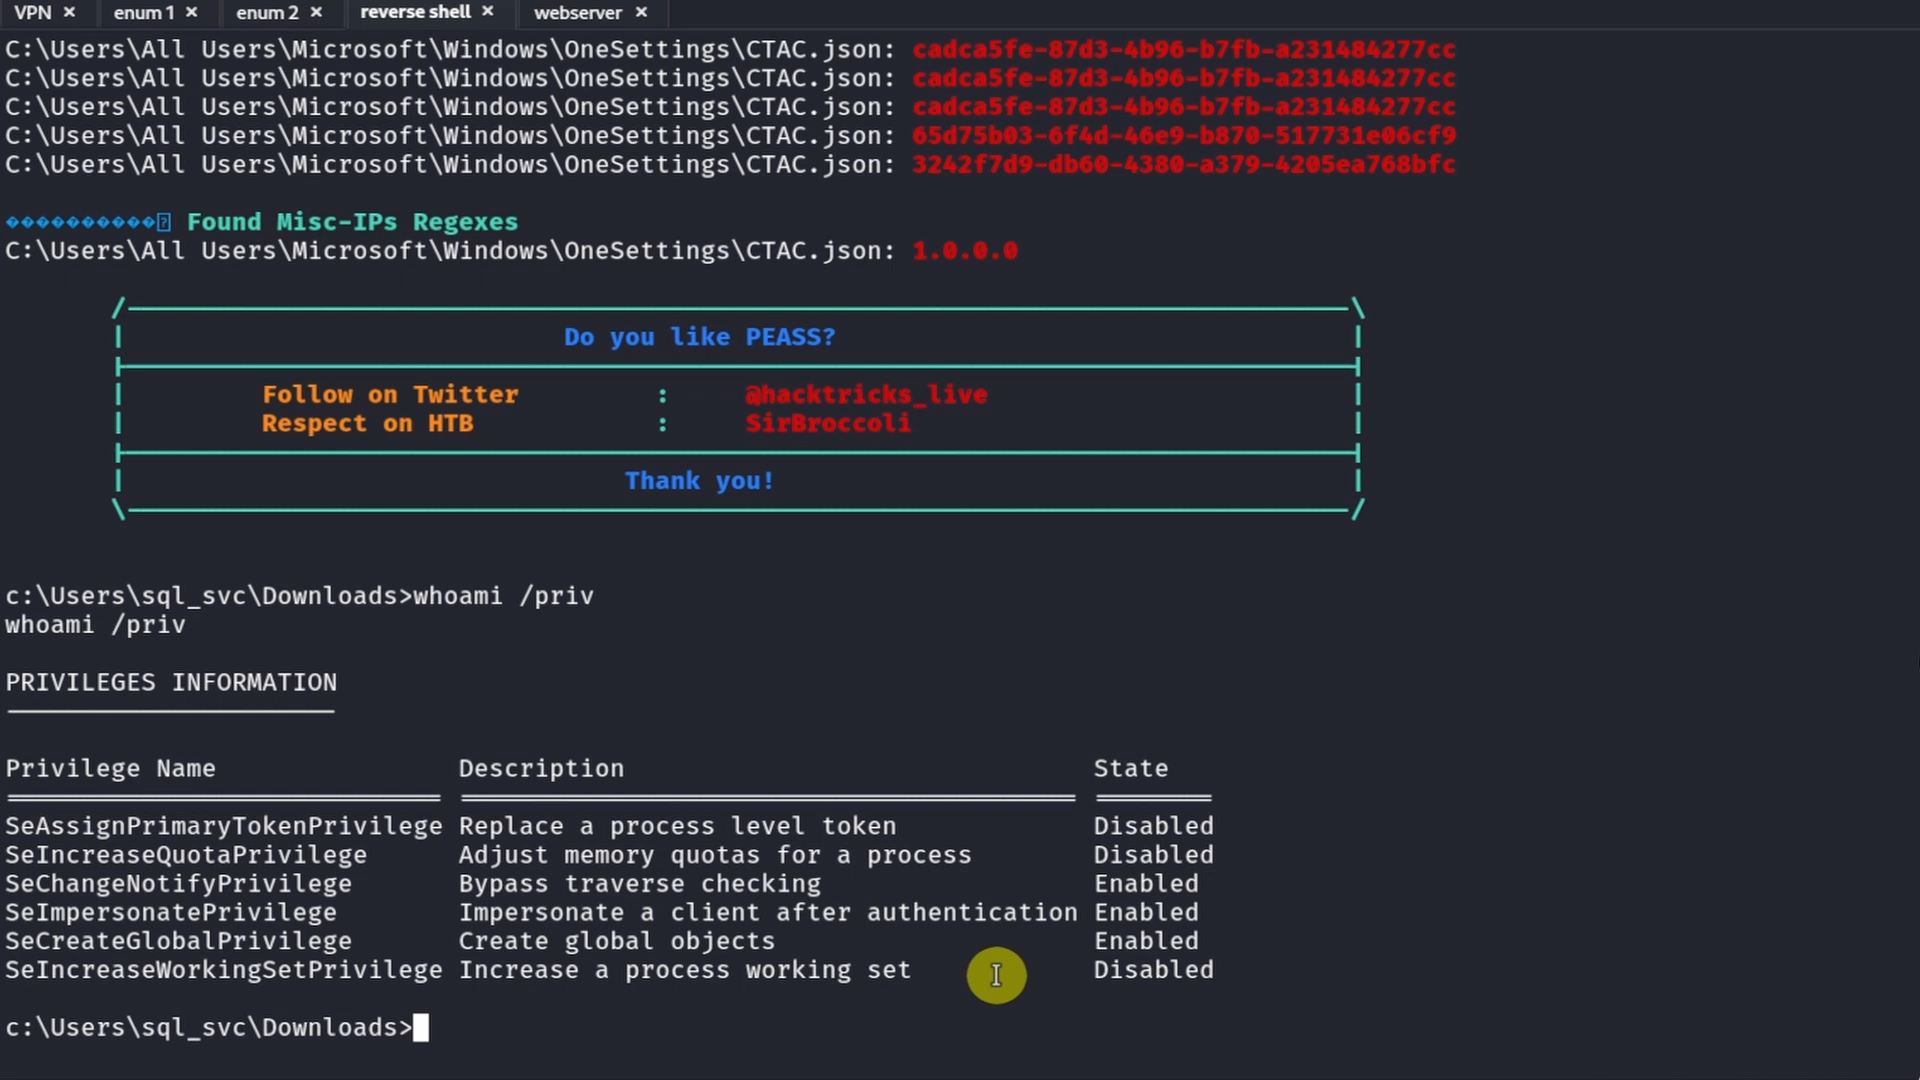 VPN × enum 1 × enum 2 × reverse shell × webserver ×
C:\Users\All Users\Microsoft\Windows\OneSettings\CTAC.json: cadca5fe-87d3-4b96-b7fb-a231484277cc
C:\Users\All Users\Microsoft\Windows\OneSettings\CTAC.json: cadca5fe-87d3-4b96-b7fb-a231484277cc
C:\Users\All Users\Microsoft\Windows\OneSettings\CTAC.json: cadca5fe-87d3-4b96-b7fb-a231484277cc
C:\Users\All Users\Microsoft\Windows\OneSettings\CTAC.json: 65d75b03-6f4d-46e9-b870-517731e06cf9
C:\Users\All Users\Microsoft\Windows\OneSettings\CTAC.json: 3242f7d9-db60-4380-a379-4205ea768bfc
����������� Found Misc-IPs Regexes
C:\Users\All Users\Microsoft\Windows\OneSettings\CTAC.json: 1.0.0.0
Do you like PEASS?
Follow on Twitter : @hacktricks_live
Respect on HTB : SirBroccoli
Thank you!
c:\Users\sql_svc\Downloads>whoami /priv
whoami /priv
PRIVILEGES INFORMATION
Privilege Name Description State
SeAssignPrimaryTokenPrivilege Replace a process level token Disabled
SeIncreaseQuotaPrivilege Adjust memory quotas for a process Disabled
SeChangeNotifyPrivilege Bypass traverse checking Enabled
SeImpersonatePrivilege Impersonate a client after authentication Enabled
SeCreateGlobalPrivilege Create global objects Enabled
SeIncreaseWorkingSetPrivilege Increase a process working set Disabled
c:\Users\sql_svc\Downloads>